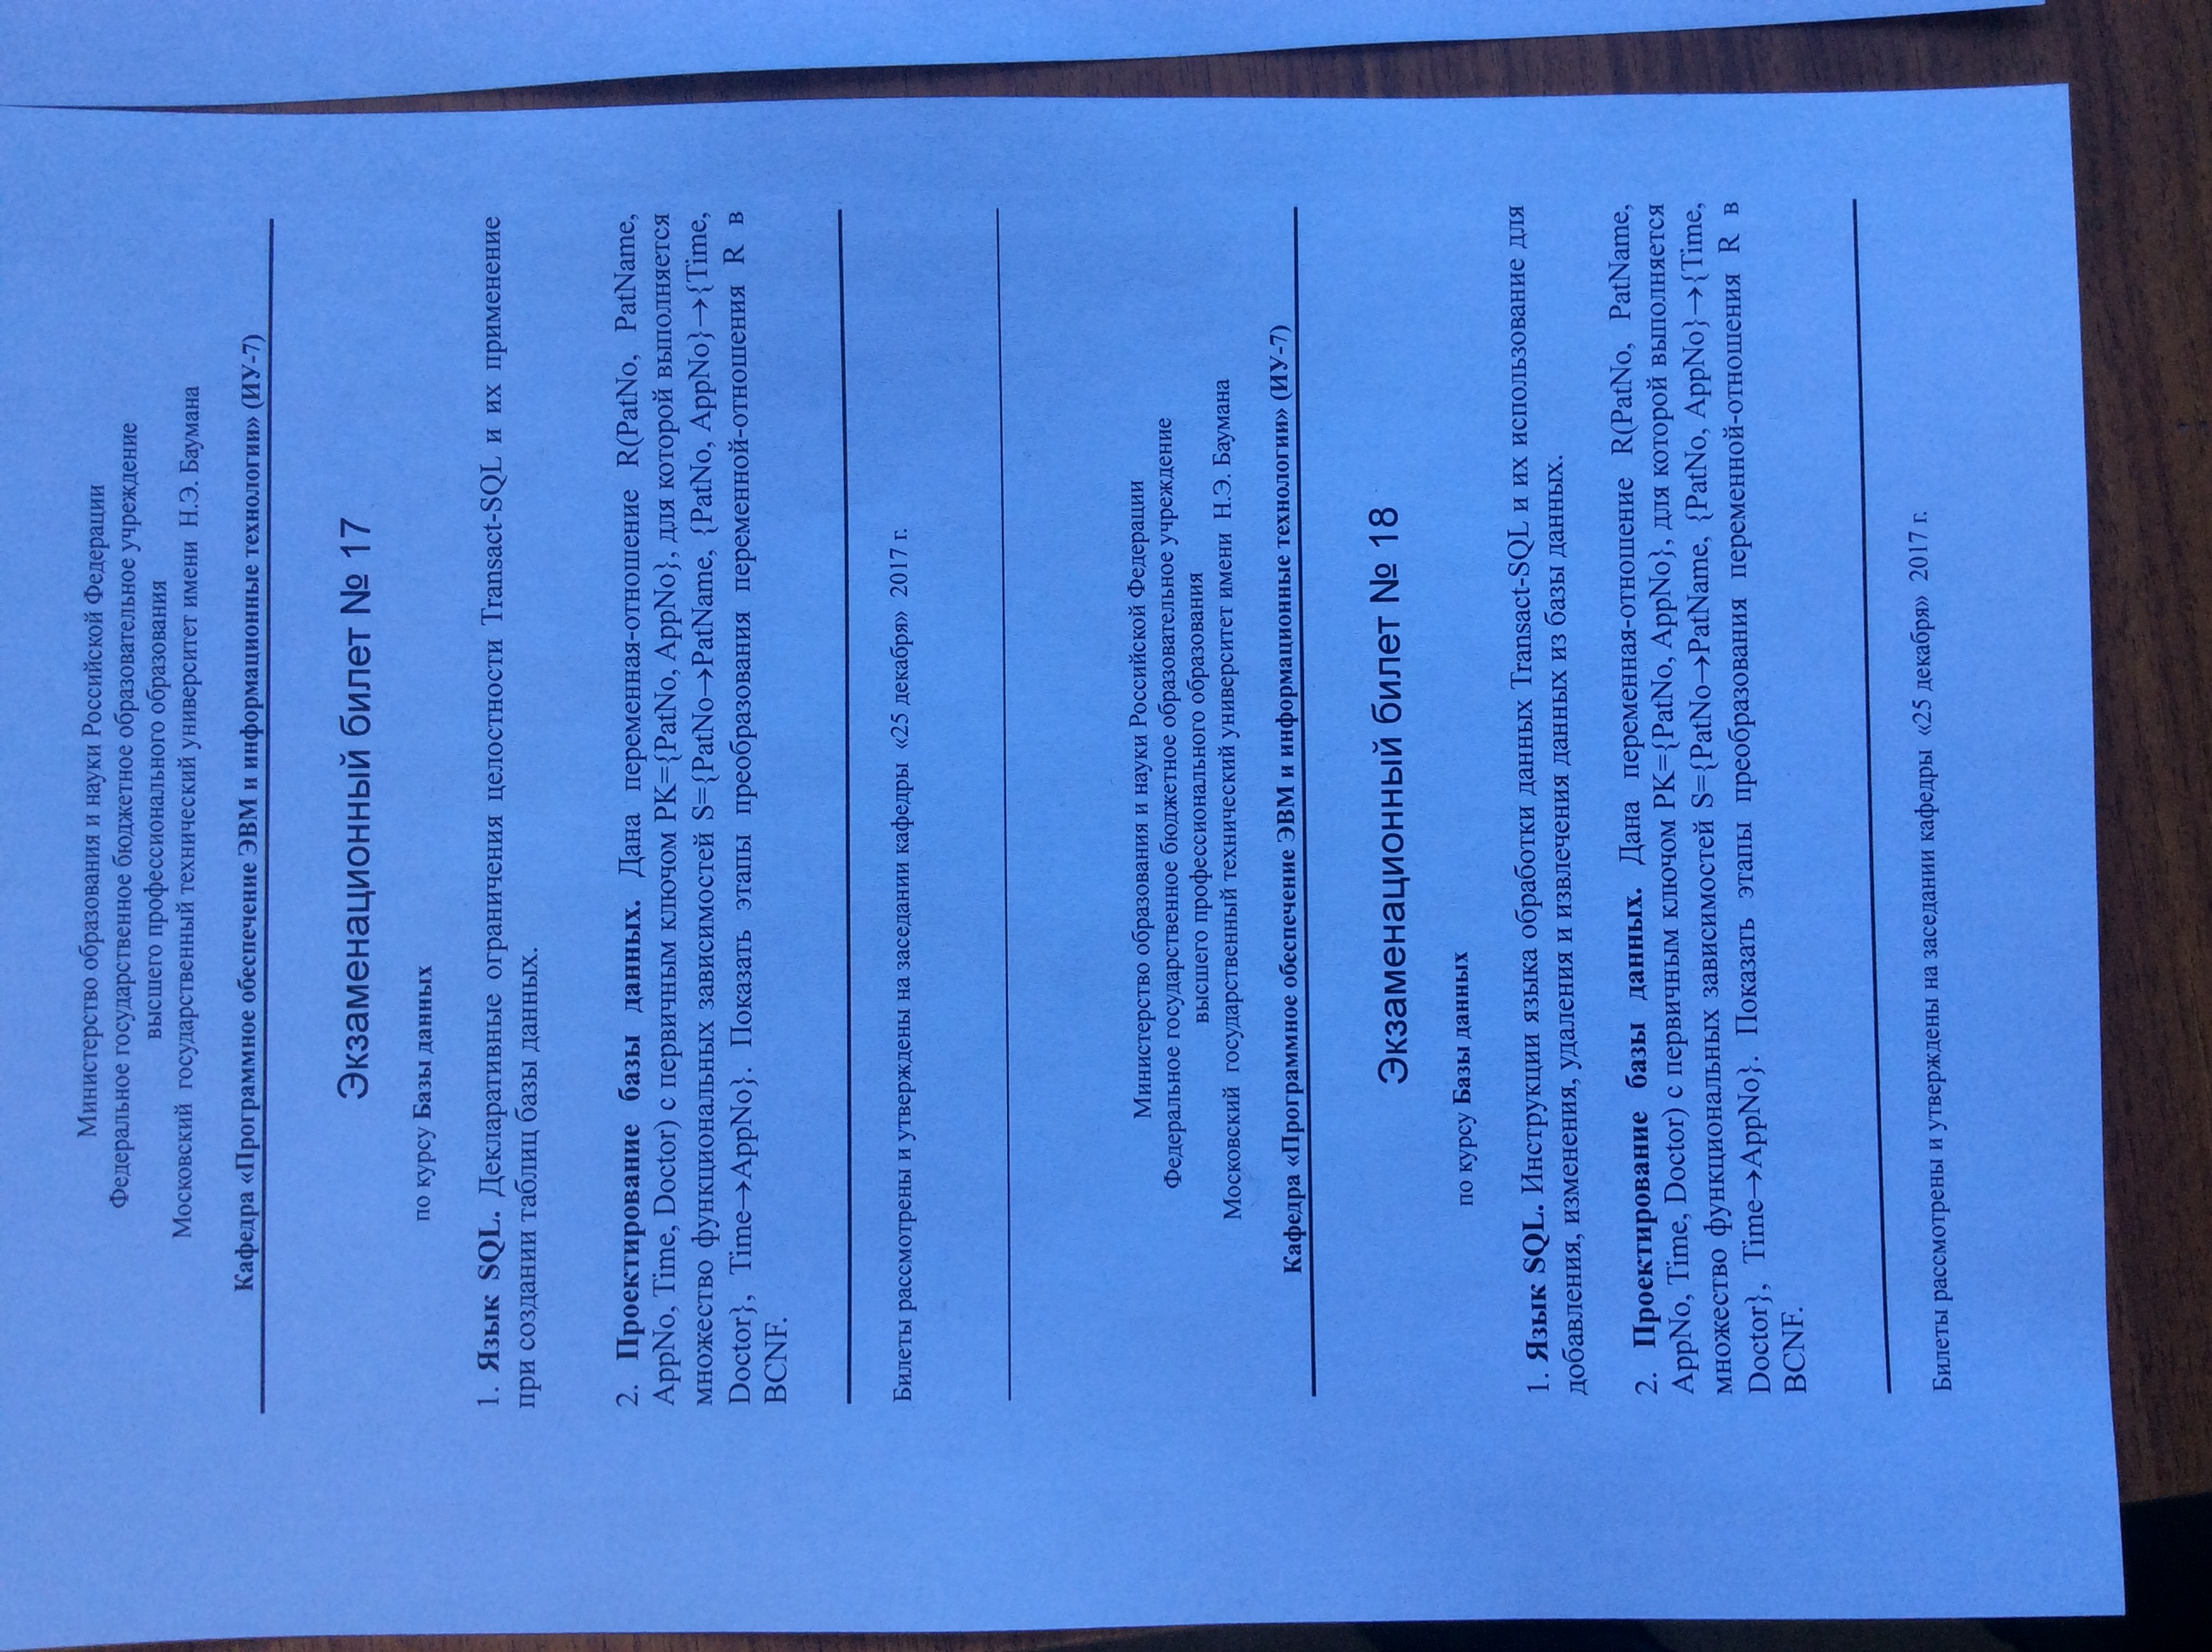 Министерство образования и науки Российской Федерации
Федеральное государственное бюджетное образовательное учреждение
высшего профессионального образования
Московский государственный технический университет имени Н.Э. Баумана
Кафедра «Программное обеспечение ЭВМ и информационные технологии» (ИУ-7)
Экзаменационный билет № 17
по курсу Базы данных
1. Язык SQL. Декларативные ограничения целостности Transact-SQL и их применение
при создании таблиц базы данных.
2. Проектирование базы данных. Дана переменная-отношение R(PatNo, PatName,
AppNo, Time, Doctor) с первичным ключом PK={PatNo, AppNo}, для которой выполняется
множество функциональных зависимостей S={PatNo→PatName, {PatNo, AppNo}→{Time,
Doctor}, Time→AppNo}. Показать этапы преобразования переменной-отношения R в
BCNF.
Билеты рассмотрены и утверждены на заседании кафедры «25 декабря» 2017 г.
Министерство образования и науки Российской Федерации
Федеральное государственное бюджетное образовательное учреждение
высшего профессионального образования
Московский государственный технический университет имени Н.Э. Баумана
Кафедра «Программное обеспечение ЭВМ и информационные технологии» (ИУ-7)
Экзаменационный билет № 18
по курсу Базы данных
1. Язык SQL. Инструкции языка обработки данных Transact-SQL и их использование для
добавления, изменения, удаления и извлечения данных из базы данных.
2. Проектирование базы данных. Дана переменная-отношение R(PatNo, PatName,
AppNo, Time, Doctor) с первичным ключом PK={PatNo, AppNo}, для которой выполняется
множество функциональных зависимостей S={PatNo→PatName, {PatNo, AppNo}→{Time,
Doctor}, Time→AppNo}. Показать этапы преобразования переменной-отношения R в
BCNF.
Билеты рассмотрены и утверждены на заседании кафедры «25 декабря» 2017 г.